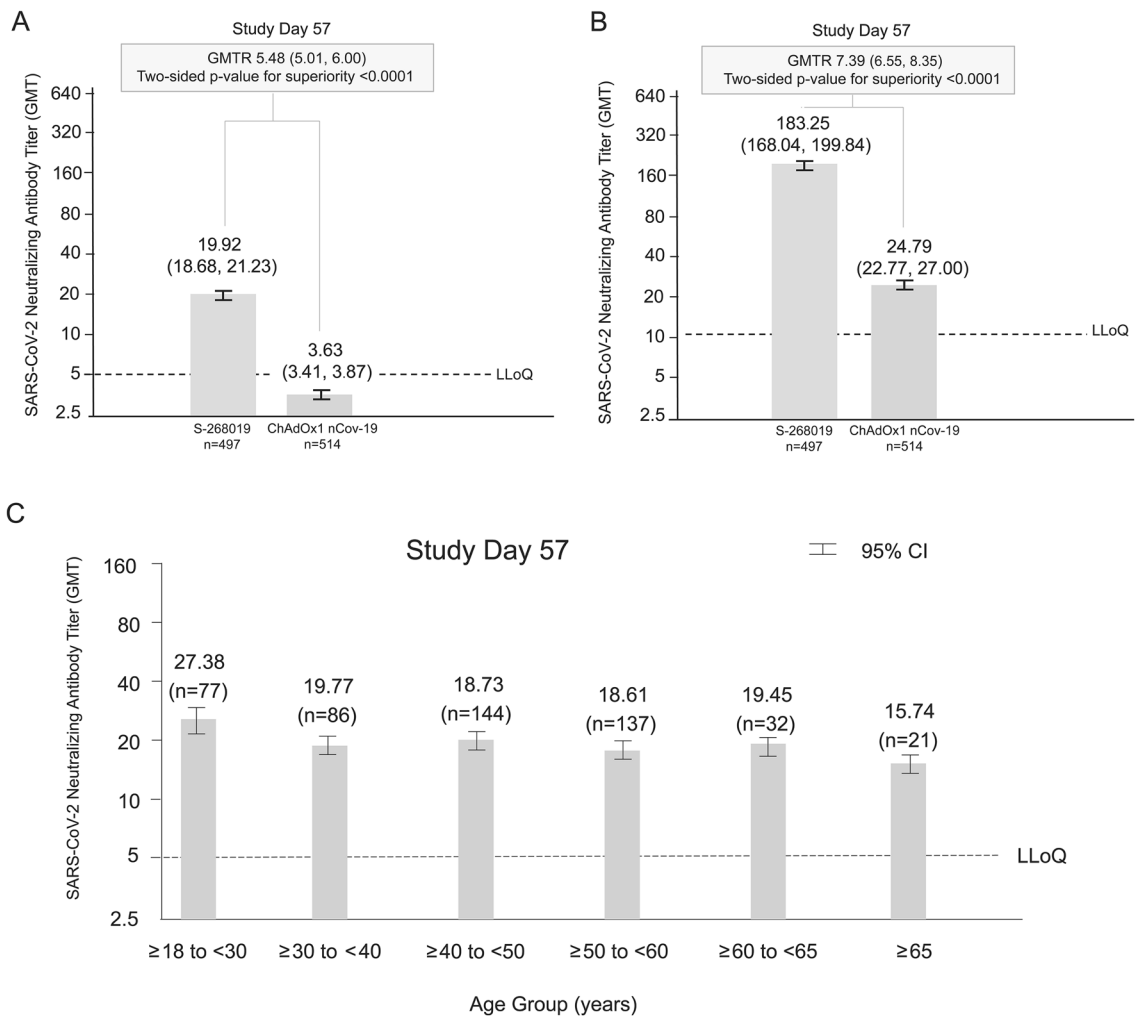 A
Study Day 57
GMTR 5.48 (5.01, 6.00)
Two-sided p-value for superiority <0.0001
SARS-CoV-2 Neutralizing Antibody Titer (GMT)
640
320
160
80
40
20
10
5
2.5
19.92
(18.68, 21.23)
3.63
(3.41, 3.87)
LLoQ
S-268019
n=497
ChAdOx1 nCov-19
n=514
B
Study Day 57
GMTR 7.39 (6.55, 8.35)
Two-sided p-value for superiority <0.0001
SARS-CoV-2 Neutralizing Antibody Titer (GMT)
640
320
160
80
40
20
10
5
2.5
183.25
(168.04, 199.84)
24.79
(22.77, 27.00)
LLoQ
S-268019
n=497
ChAdOx1 nCov-19
n=514
C
Study Day 57
95% CI
SARS-CoV-2 Neutralizing Antibody Titer (GMT)
160
80
40
20
10
5
2.5
27.38
(n=77)
19.77
(n=86)
18.73
(n=144)
18.61
(n=137)
19.45
(n=32)
15.74
(n=21)
LLoQ
≥18 to <30
≥30 to <40
≥40 to <50
≥50 to <60
≥60 to <65
≥65
Age Group (years)